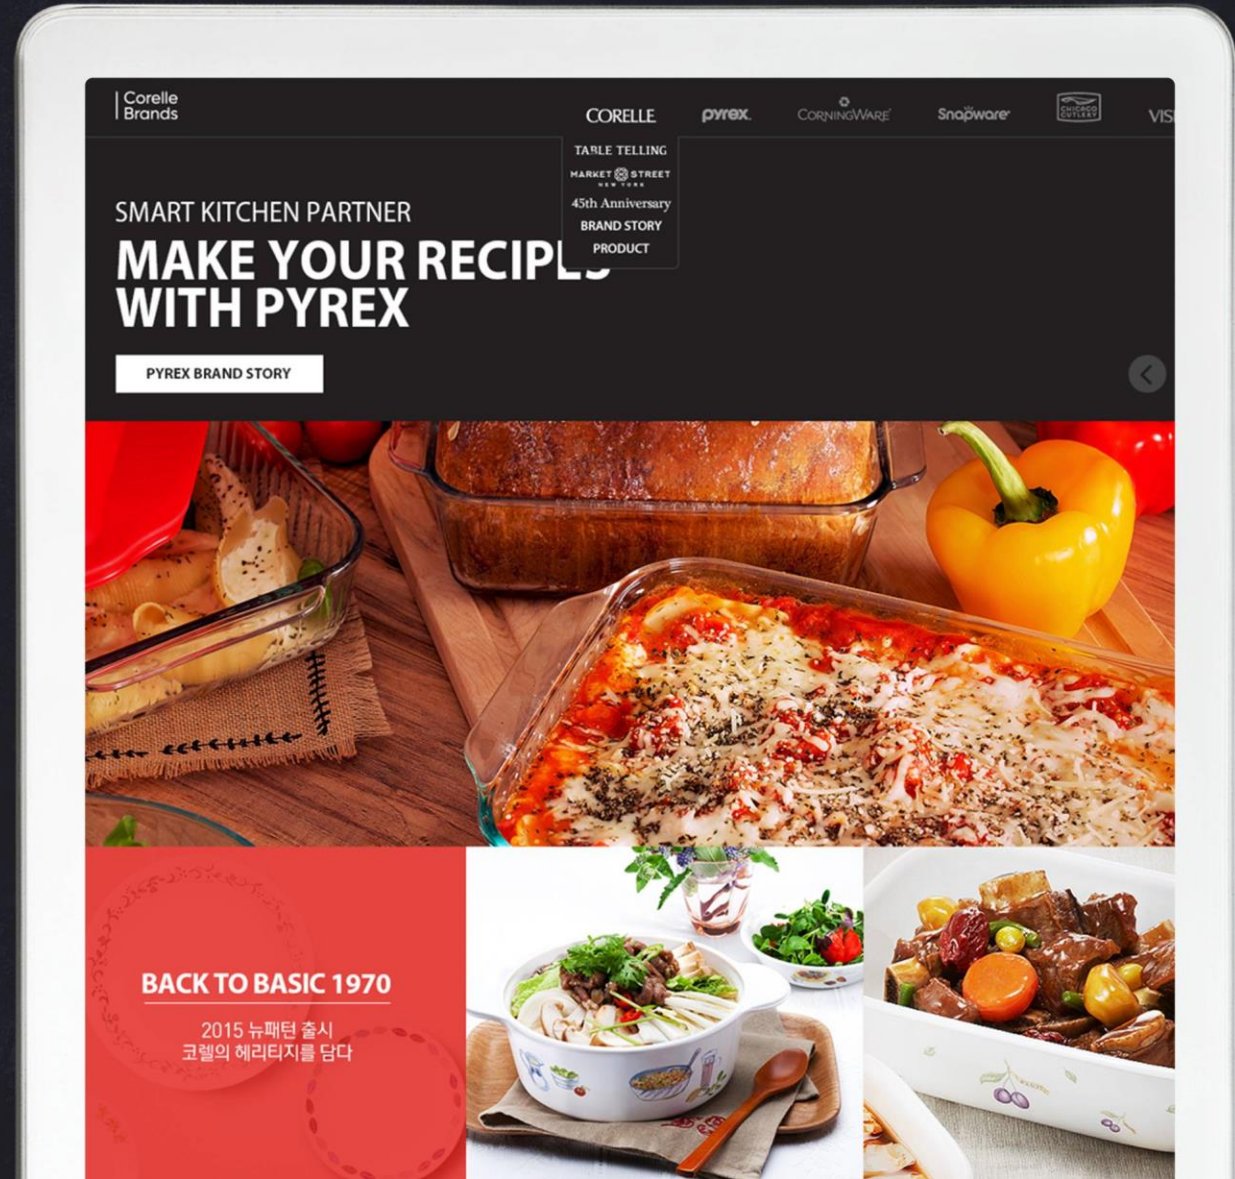 Corelle
Brands
CORELLE
pyrex.
CORNINGWARE
Snapware
CHICAGO
CUTLERY
VIS
TABLE TELLING
MARKET STREET
NEW YORK
45th Anniversary
BRAND STORY
PRODUCT
SMART KITCHEN PARTNER
MAKE YOUR RECIPES
WITH PYREX
PYREX BRAND STORY
BACK TO BASIC 1970
2015 뉴패턴 출시
코렐의 헤리티지를 담다